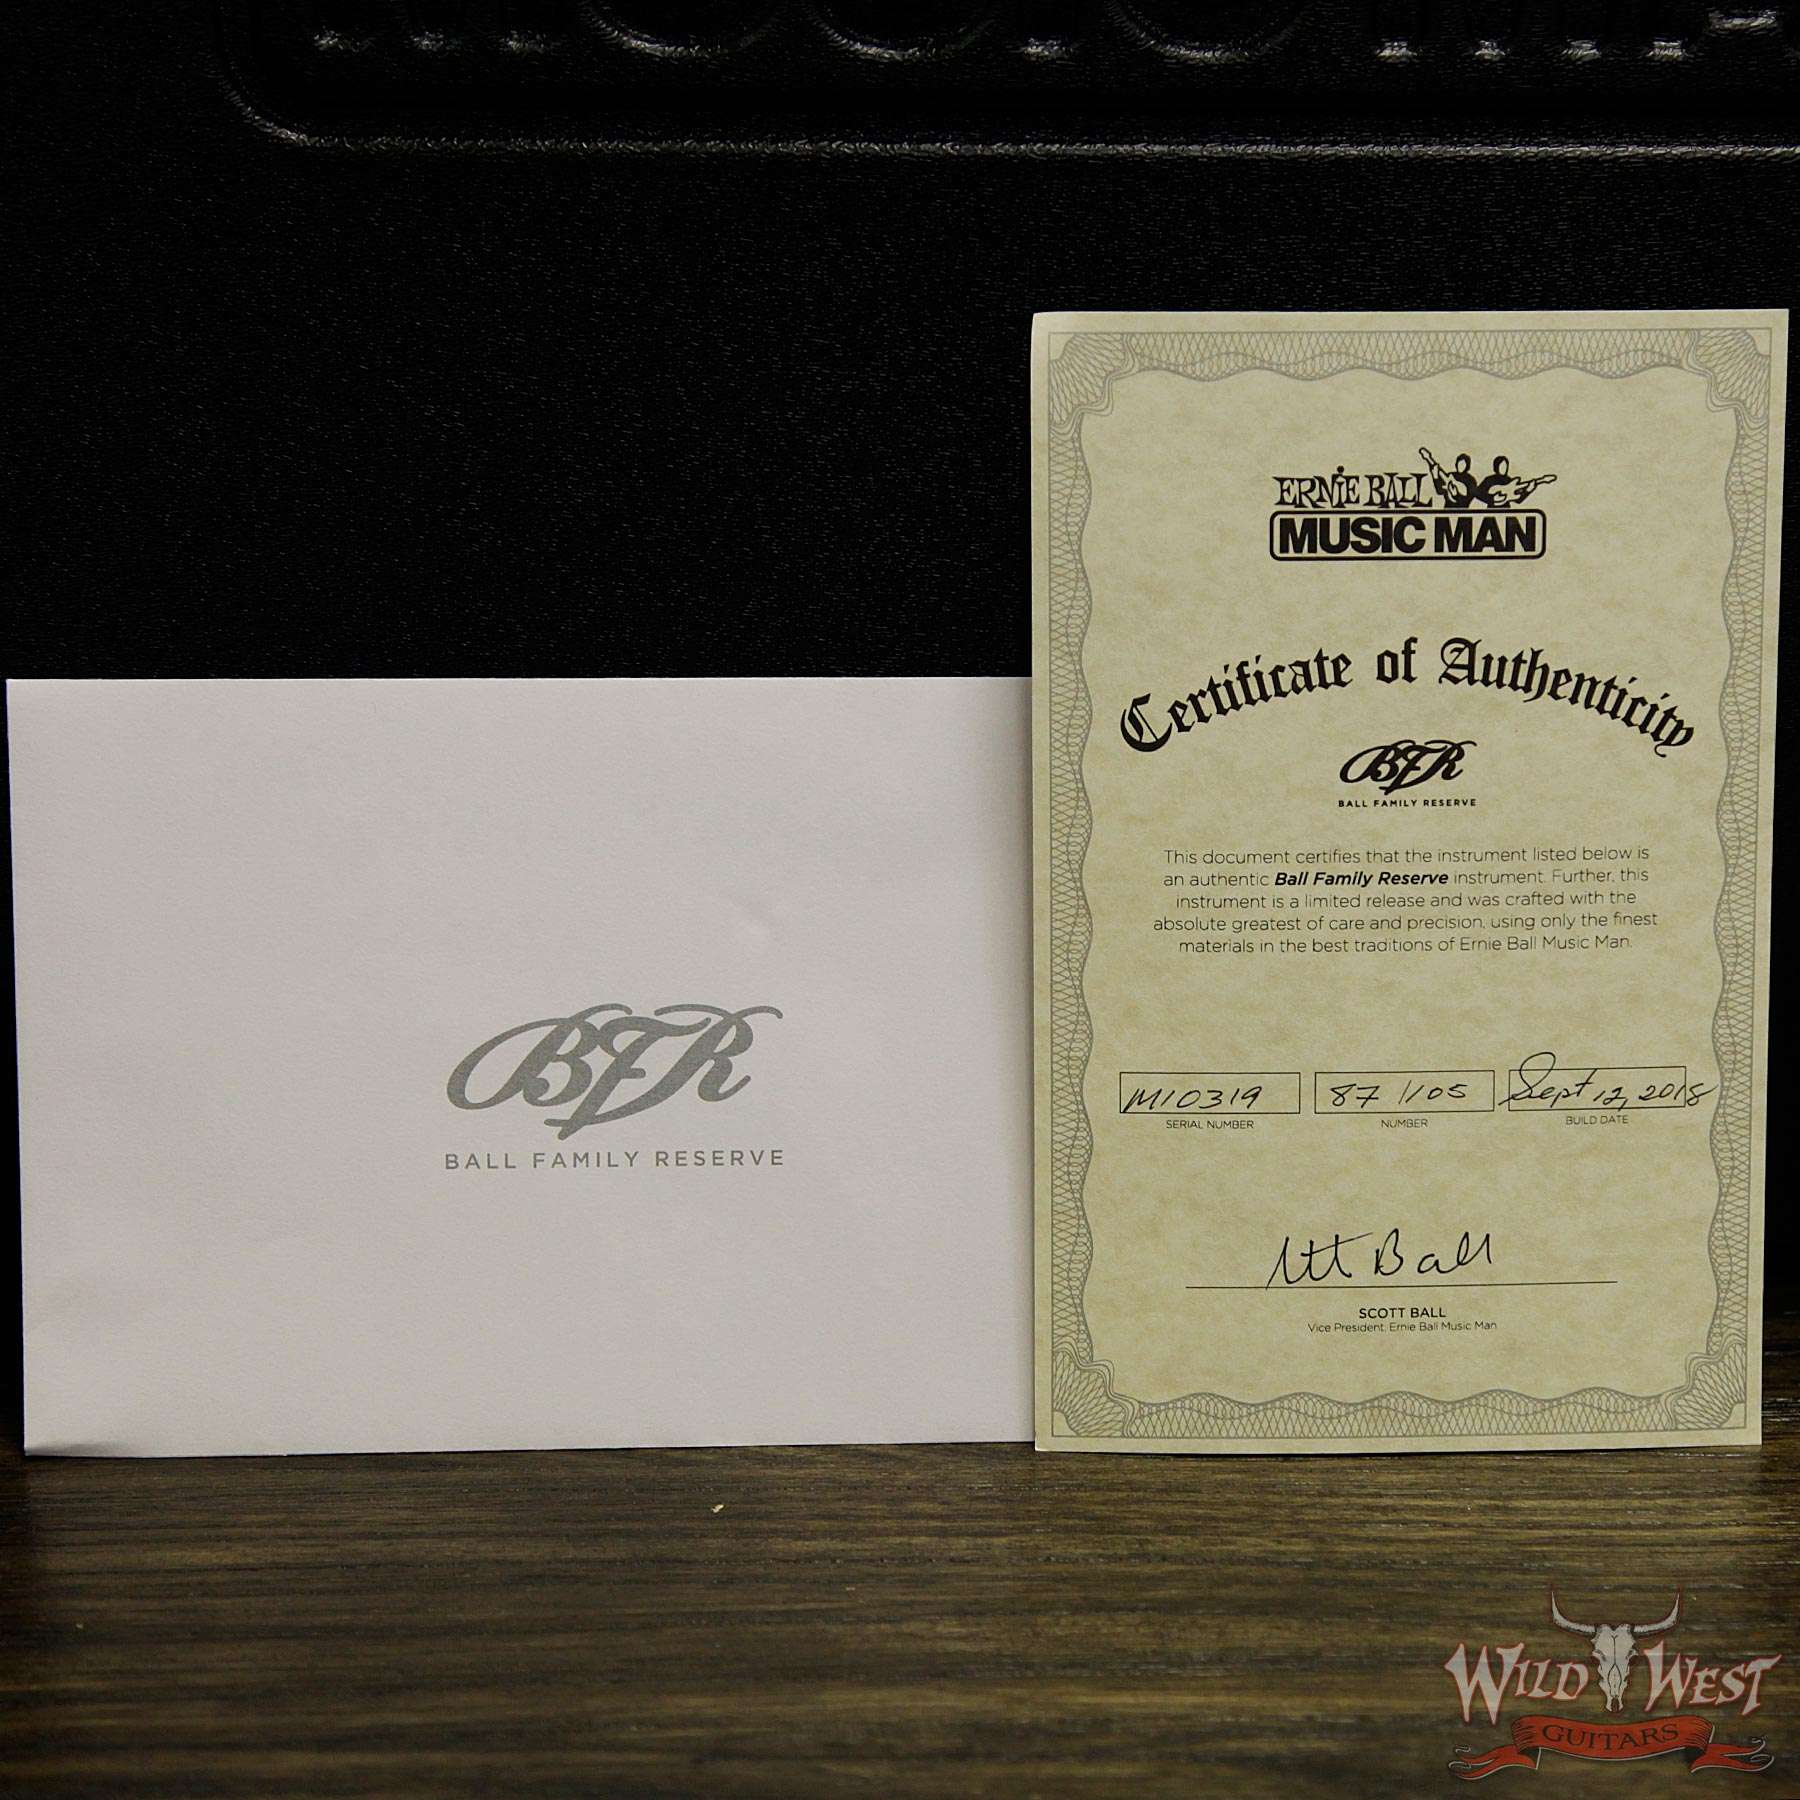 BFR
BALL FAMILY RESERVE
ERNIE BALL
MUSIC MAN
Certificate of Authenticity
BFR
BALL FAMILY RESERVE
This document certifies that the instrument listed below is
an authentic Ball Family Reserve instrument. Further, this
instrument is a limited release and was crafted with the
absolute greatest of care and precision, using only the finest
materials in the best traditions of Ernie Ball Music Man.
M10319 87/105 Sept 12, 2018
SERIAL NUMBER NUMBER BUILD DATE
Ball
SCOTT BALL
Vice President, Ernie Ball Music Man
WILD WEST
GUITARS